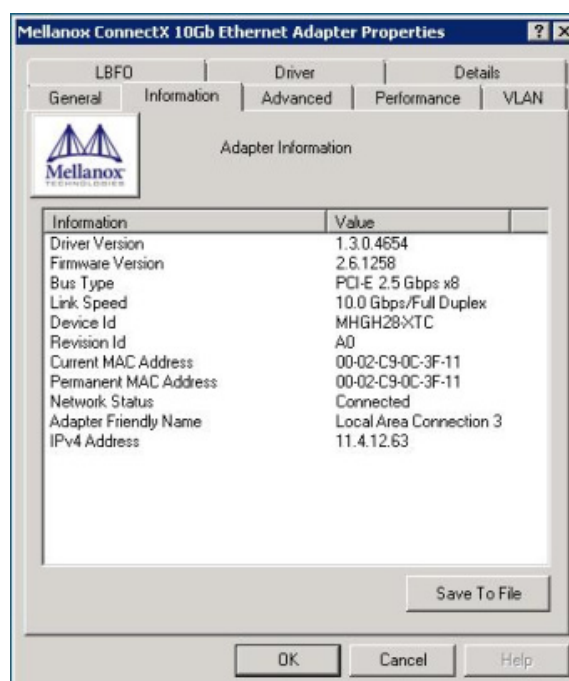 Mellanox ConnectX 10Gb Ethernet Adapter Properties
LBFO Driver Details
General Information Advanced Performance VLAN
Mellanox
TECHNOLOGIES
Adapter Information
Information Value
Driver Version 1.3.0.4654
Firmware Version 2.6.1258
Bus Type PCI-E 2.5 Gbps x8
Link Speed 10.0 Gbps/Full Duplex
Device Id MHGH28-XTC
Revision Id A0
Current MAC Address 00-02-C9-0C-3F-11
Permanent MAC Address 00-02-C9-0C-3F-11
Network Status Connected
Adapter Friendly Name Local Area Connection 3
IPv4 Address 11.4.12.63
Save To File
OK Cancel Help